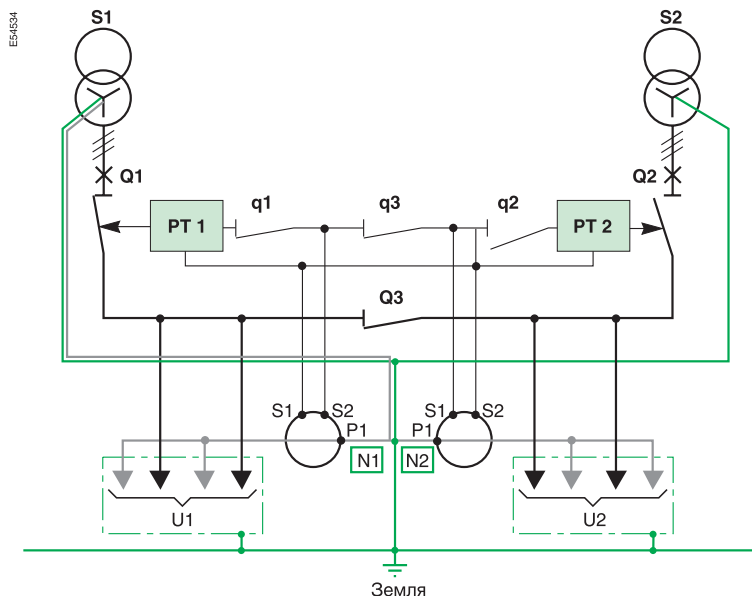 E54534
S1
S2
Q1
Q2
q1
q3
q2
PT 1
PT 2
Q3
S1
S2
P1
S1
S2
P1
N1
N2
U1
U2
Земля